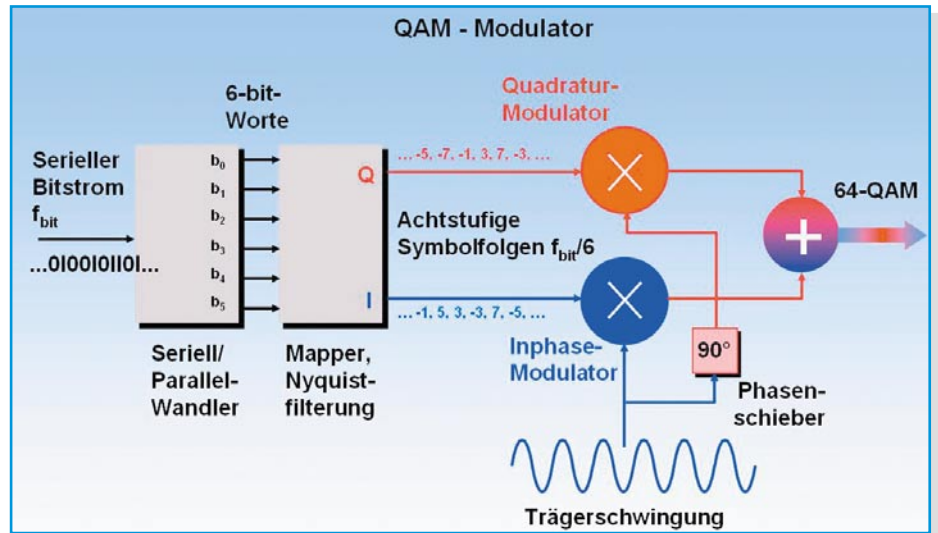 QAM - Modulator
6-bit-
Worte
Quadratur-
Modulator
Serieller
Bitstrom
f_bit
...0I00I0II0I...
b₀
b₁
b₂
b₃
b₄
b₅
Q
I
... -5, -7, -1, 3, 7, -3, ...
Achtstufige
Symbolfolgen f_bit/6
... -1, 5, 3, -3, 7, -5, ...
64-QAM
Seriell/
Parallel-
Wandler
Mapper,
Nyquist-
filterung
Inphase-
Modulator
90°
Phasen-
schieber
Trägerschwingung